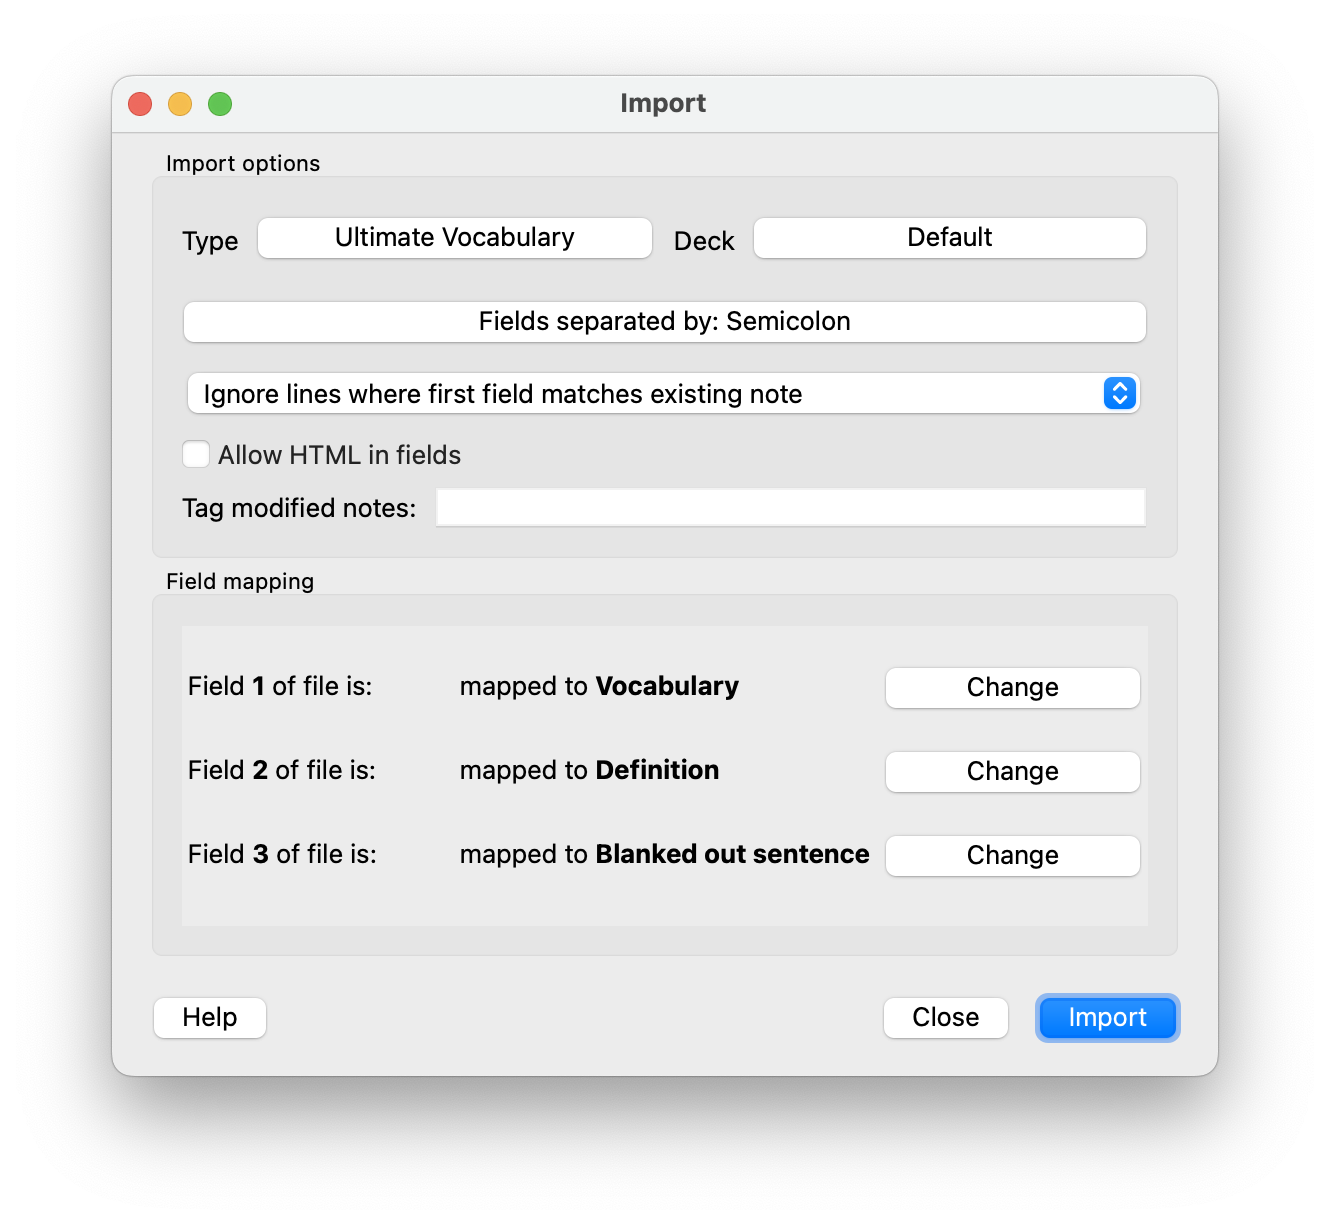 Import
Import options
Type Ultimate Vocabulary Deck Default
Fields separated by: Semicolon
Ignore lines where first field matches existing note
Allow HTML in fields
Tag modified notes:
Field mapping
Field 1 of file is: mapped to Vocabulary Change
Field 2 of file is: mapped to Definition Change
Field 3 of file is: mapped to Blanked out sentence Change
Help Close Import